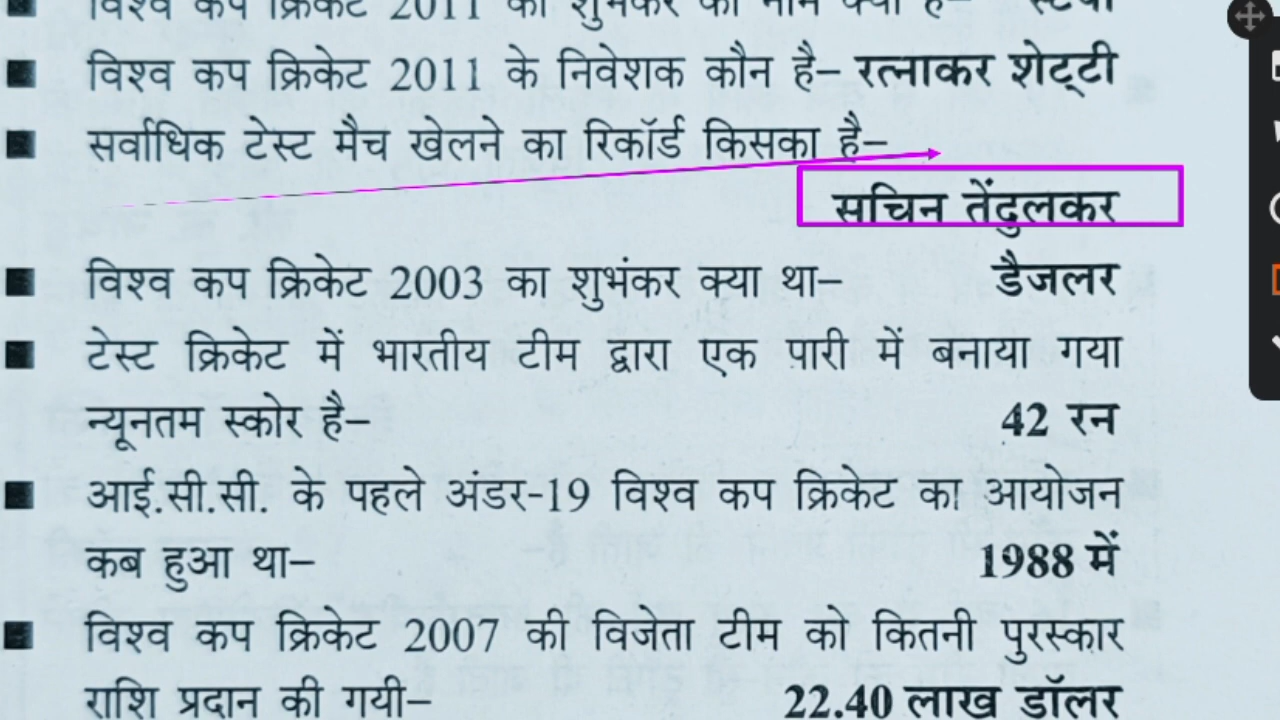 विश्व कप क्रिकेट 2011 के निवेशक कौन है– रत्नाकर शेट्टी
सर्वाधिक टेस्ट मैच खेलने का रिकॉर्ड किसका है–
सचिन तेंदुलकर
विश्व कप क्रिकेट 2003 का शुभंकर क्या था– डैजलर
टेस्ट क्रिकेट में भारतीय टीम द्वारा एक पारी में बनाया गया
न्यूनतम स्कोर है– 42 रन
आई.सी.सी. के पहले अंडर-19 विश्व कप क्रिकेट का आयोजन
कब हुआ था– 1988 में
विश्व कप क्रिकेट 2007 की विजेता टीम को कितनी पुरस्कार
राशि प्रदान की गयी– 22.40 लाख डॉलर